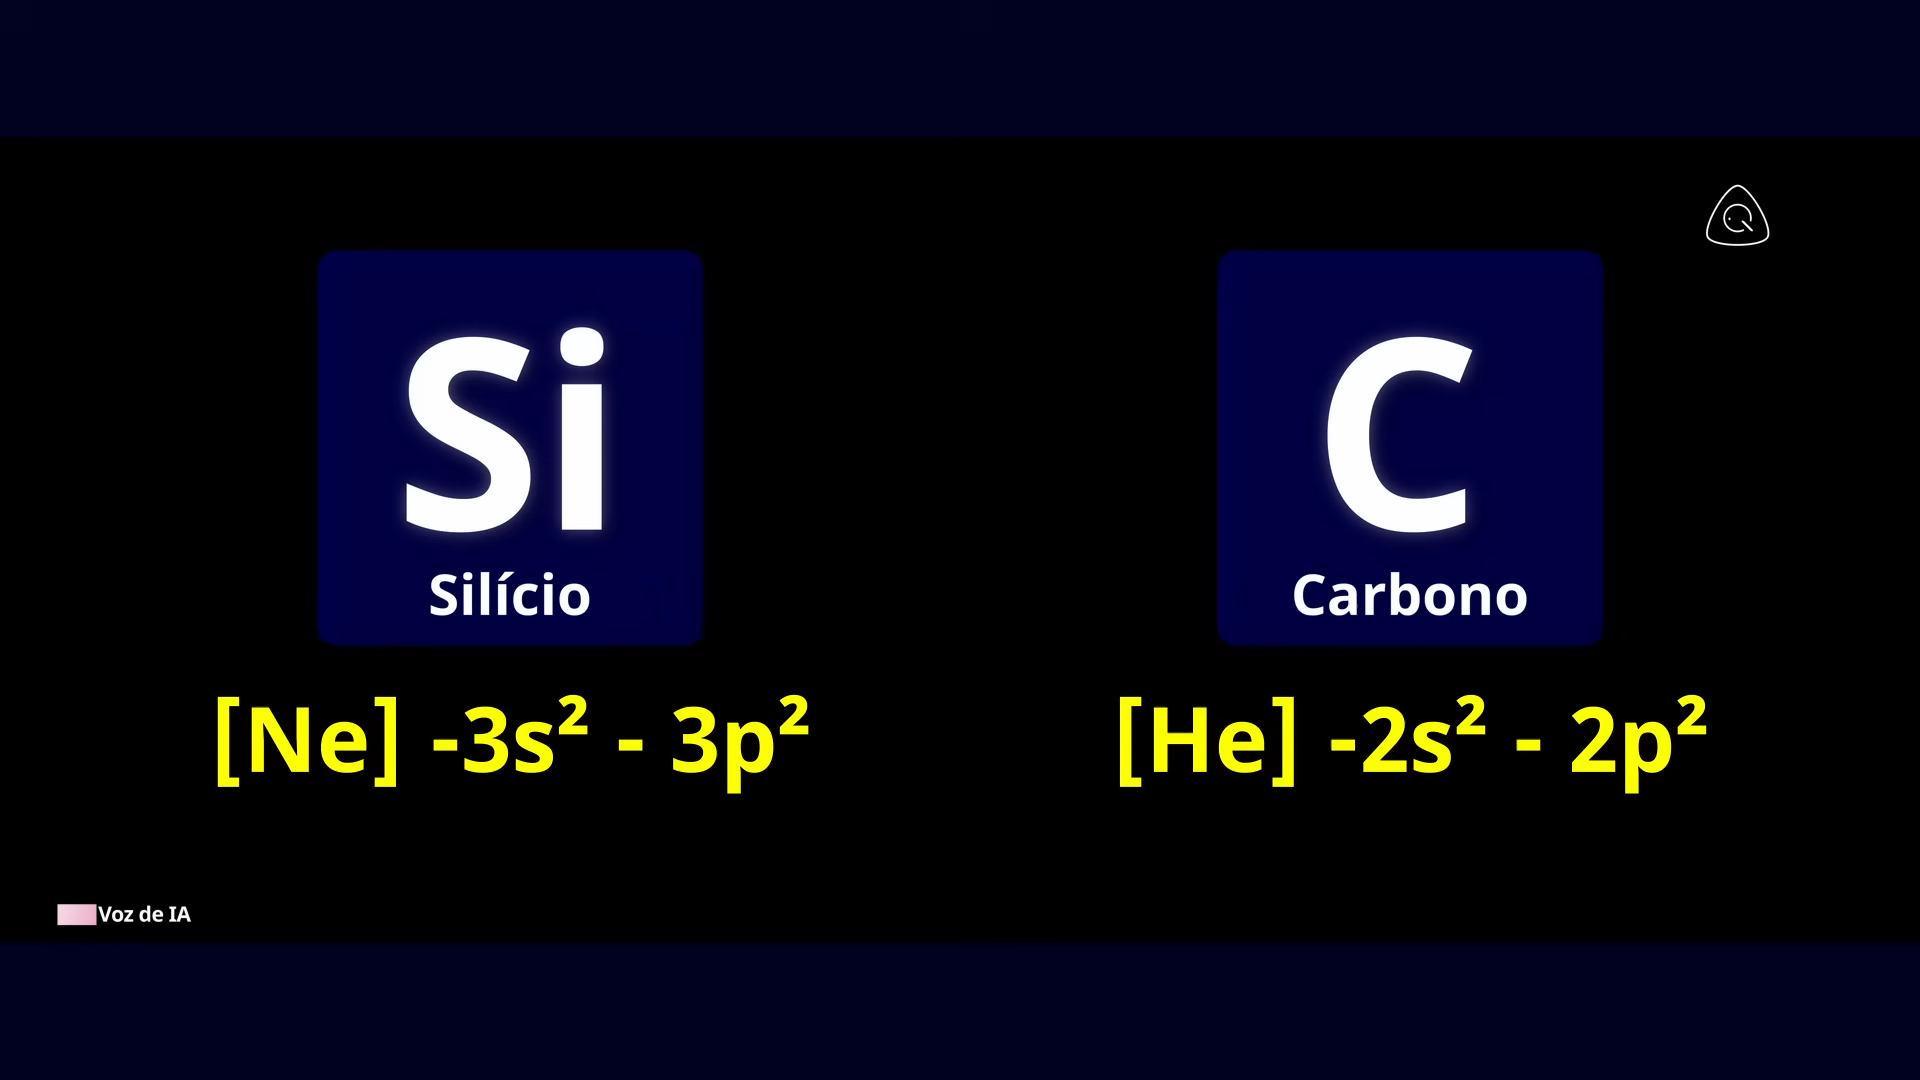 Si
Silício
[Ne] -3s² - 3p²
C
Carbono
[He] -2s² - 2p²
Voz de IA